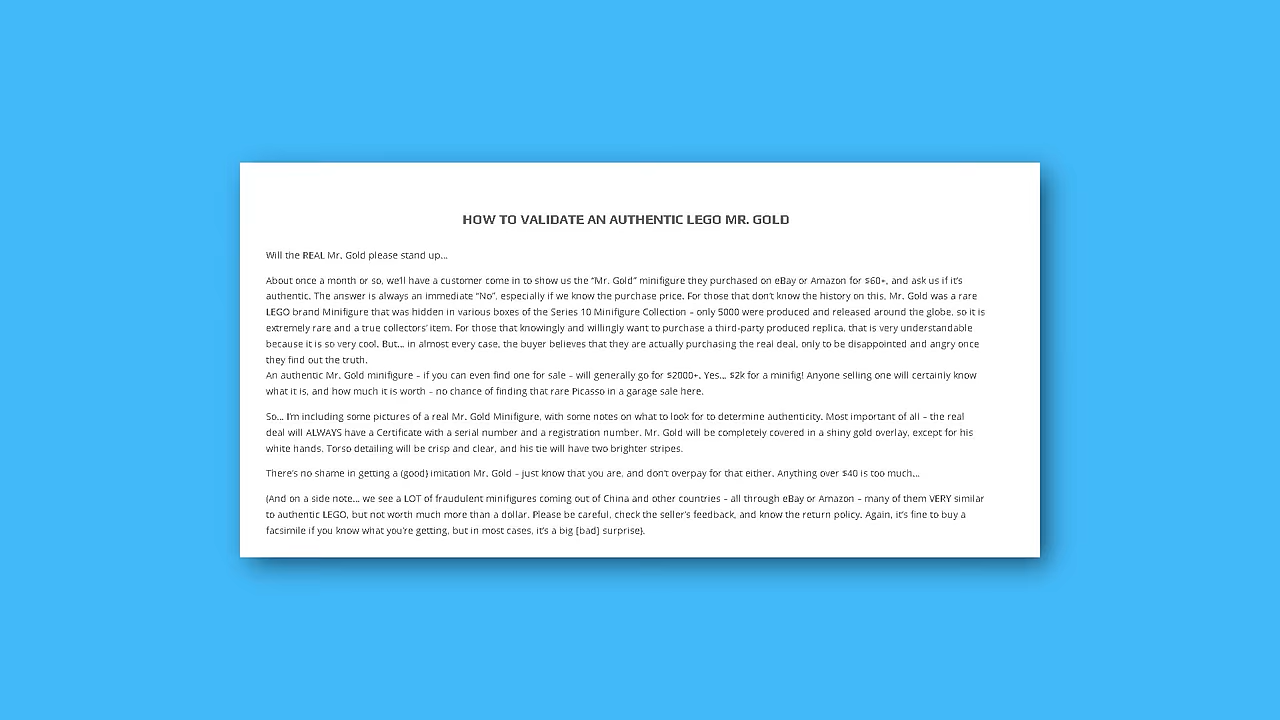 HOW TO VALIDATE AN AUTHENTIC LEGO MR. GOLD
Will the REAL Mr. Gold please stand up...
About once a month or so, we'll have a customer come in to show us the “Mr. Gold” minifigure they purchased on eBay or Amazon for $60+, and ask us if it's
authentic. The answer is always an immediate “No”, especially if we know the purchase price. For those that don't know the history on this, Mr. Gold was a rare
LEGO brand Minifigure that was hidden in various boxes of the Series 10 Minifigure Collection – only 5000 were produced and released around the globe, so it is
extremely rare and a true collectors' item. For those that knowingly and willingly want to purchase a third-party produced replica, that is very understandable
because it is so very cool. But... in almost every case, the buyer believes that they are actually purchasing the real deal, only to be disappointed and angry once
they find out the truth.
An authentic Mr. Gold minifigure – if you can even find one for sale – will generally go for $2000+. Yes... $2k for a minifig! Anyone selling one will certainly know
what it is, and how much it is worth – no chance of finding that rare Picasso in a garage sale here.
So... I'm including some pictures of a real Mr. Gold Minifigure, with some notes on what to look for to determine authenticity. Most important of all – the real
deal will ALWAYS have a Certificate with a serial number and a registration number. Mr. Gold will be completely covered in a shiny gold overlay, except for his
white hands. Torso detailing will be crisp and clear, and his tie will have two brighter stripes.
There's no shame in getting a (good) imitation Mr. Gold – just know that you are, and don't overpay for that either. Anything over $40 is too much...
(And on a side note... we see a LOT of fraudulent minifigures coming out of China and other countries – all through eBay or Amazon – many of them VERY similar
to authentic LEGO, but not worth much more than a dollar. Please be careful, check the seller's feedback, and know the return policy. Again, it's fine to buy a
facsimile if you know what you're getting, but in most cases, it's a big [bad] surprise).